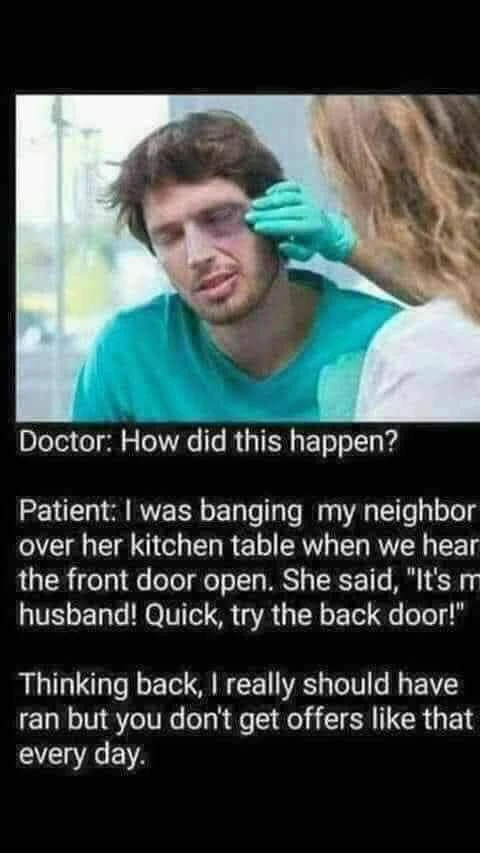 Doctor: How did this happen?
Patient: I was banging  my neighbor
over her kitchen table when we hear
the front door open. She said, "It's m
husband! Quick, try the back door!"
Thinking back, I really should have
ran but you don't get offers like that
every day.